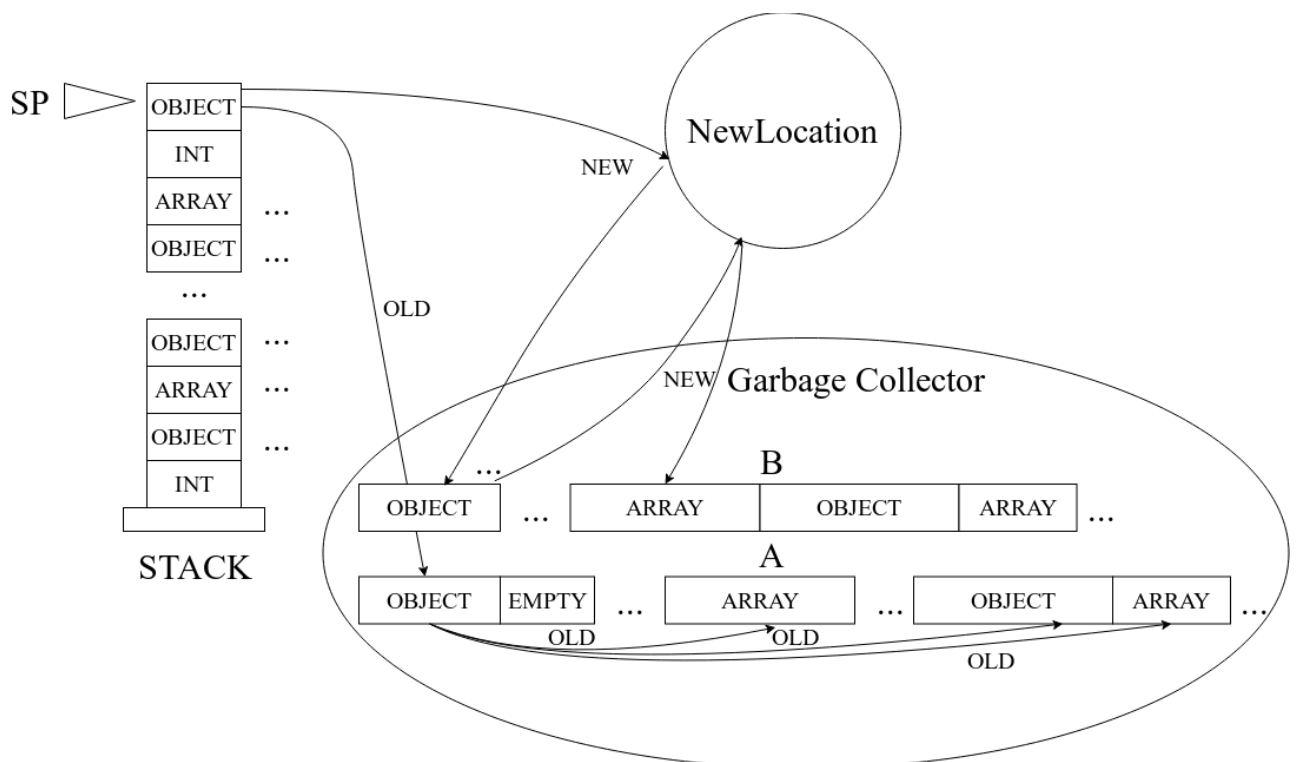 SP
OBJECT
INT
ARRAY ...
OBJECT ...
...
OBJECT ...
ARRAY ...
OBJECT ...
INT
STACK
NewLocation
NEW
OLD
NEW
Garbage Collector
...
B
OBJECT ... ARRAY OBJECT ARRAY ...
A
OBJECT EMPTY ... ARRAY ... OBJECT ARRAY ...
OLD OLD
OLD